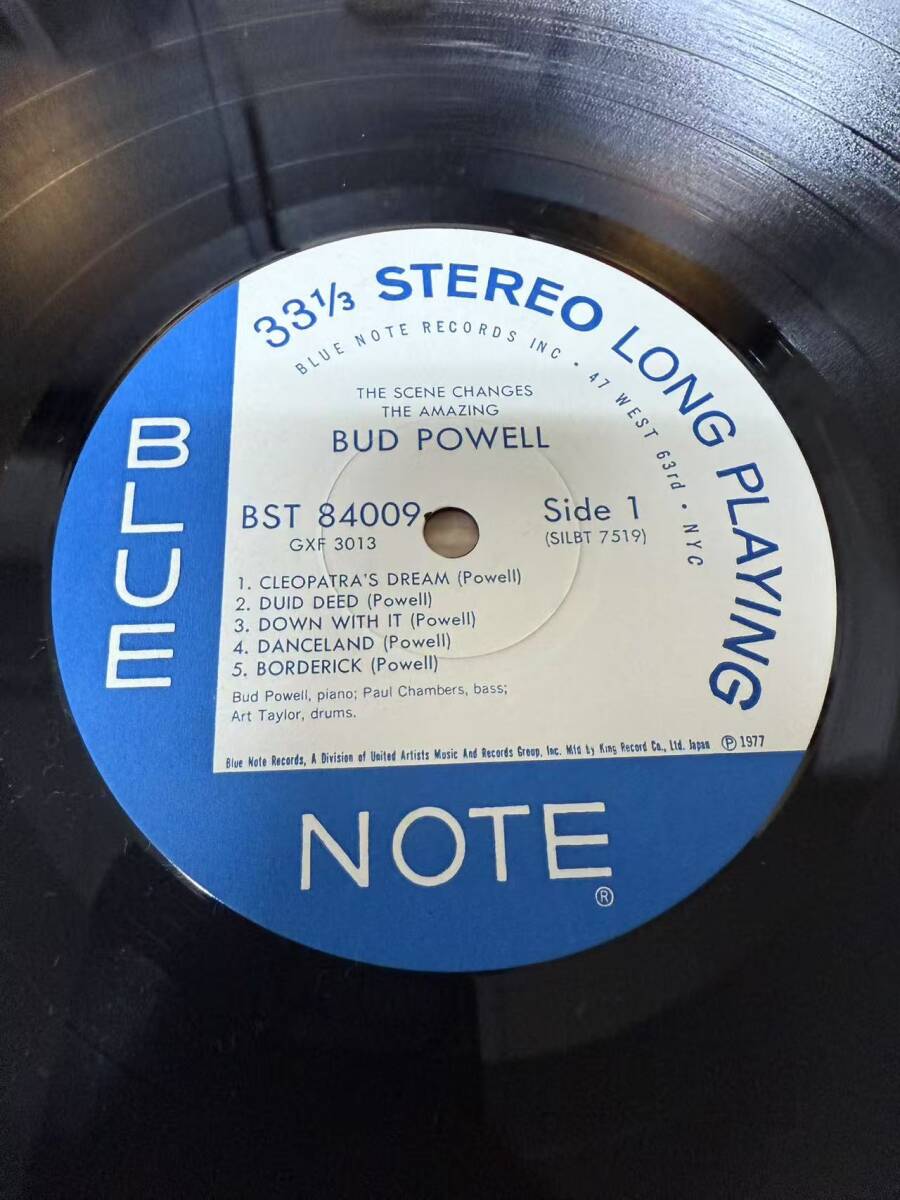 33⅓ STEREO LONG PLAYING
BLUE NOTE RECORDS INC • 47 WEST 63rd • NYC
THE SCENE CHANGES
THE AMAZING
BUD POWELL
BST 84009
GXF 3013
Side 1
(SILBT 7519)
1. CLEOPATRA'S DREAM (Powell)
2. DUID DEED (Powell)
3. DOWN WITH IT (Powell)
4. DANCELAND (Powell)
5. BORDERICK (Powell)
Bud Powell, piano; Paul Chambers, bass;
Art Taylor, drums.
Blue Note Records, A Division of United Artists Music And Records Group, Inc. Mfd by King Record Co., Ltd. Japan ℗ 1977
BLUE
NOTE®